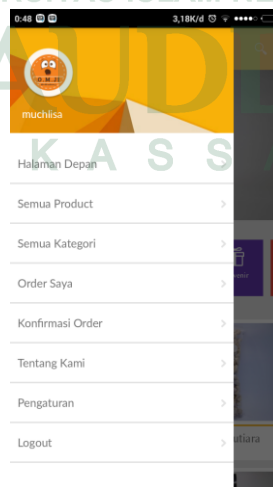 0:48
3,18K/d
muchlisa
Halaman Depan
Semua Product
Semua Kategori
Order Saya
Konfirmasi Order
Tentang Kami
Pengaturan
Logout
utiara
K A S S A